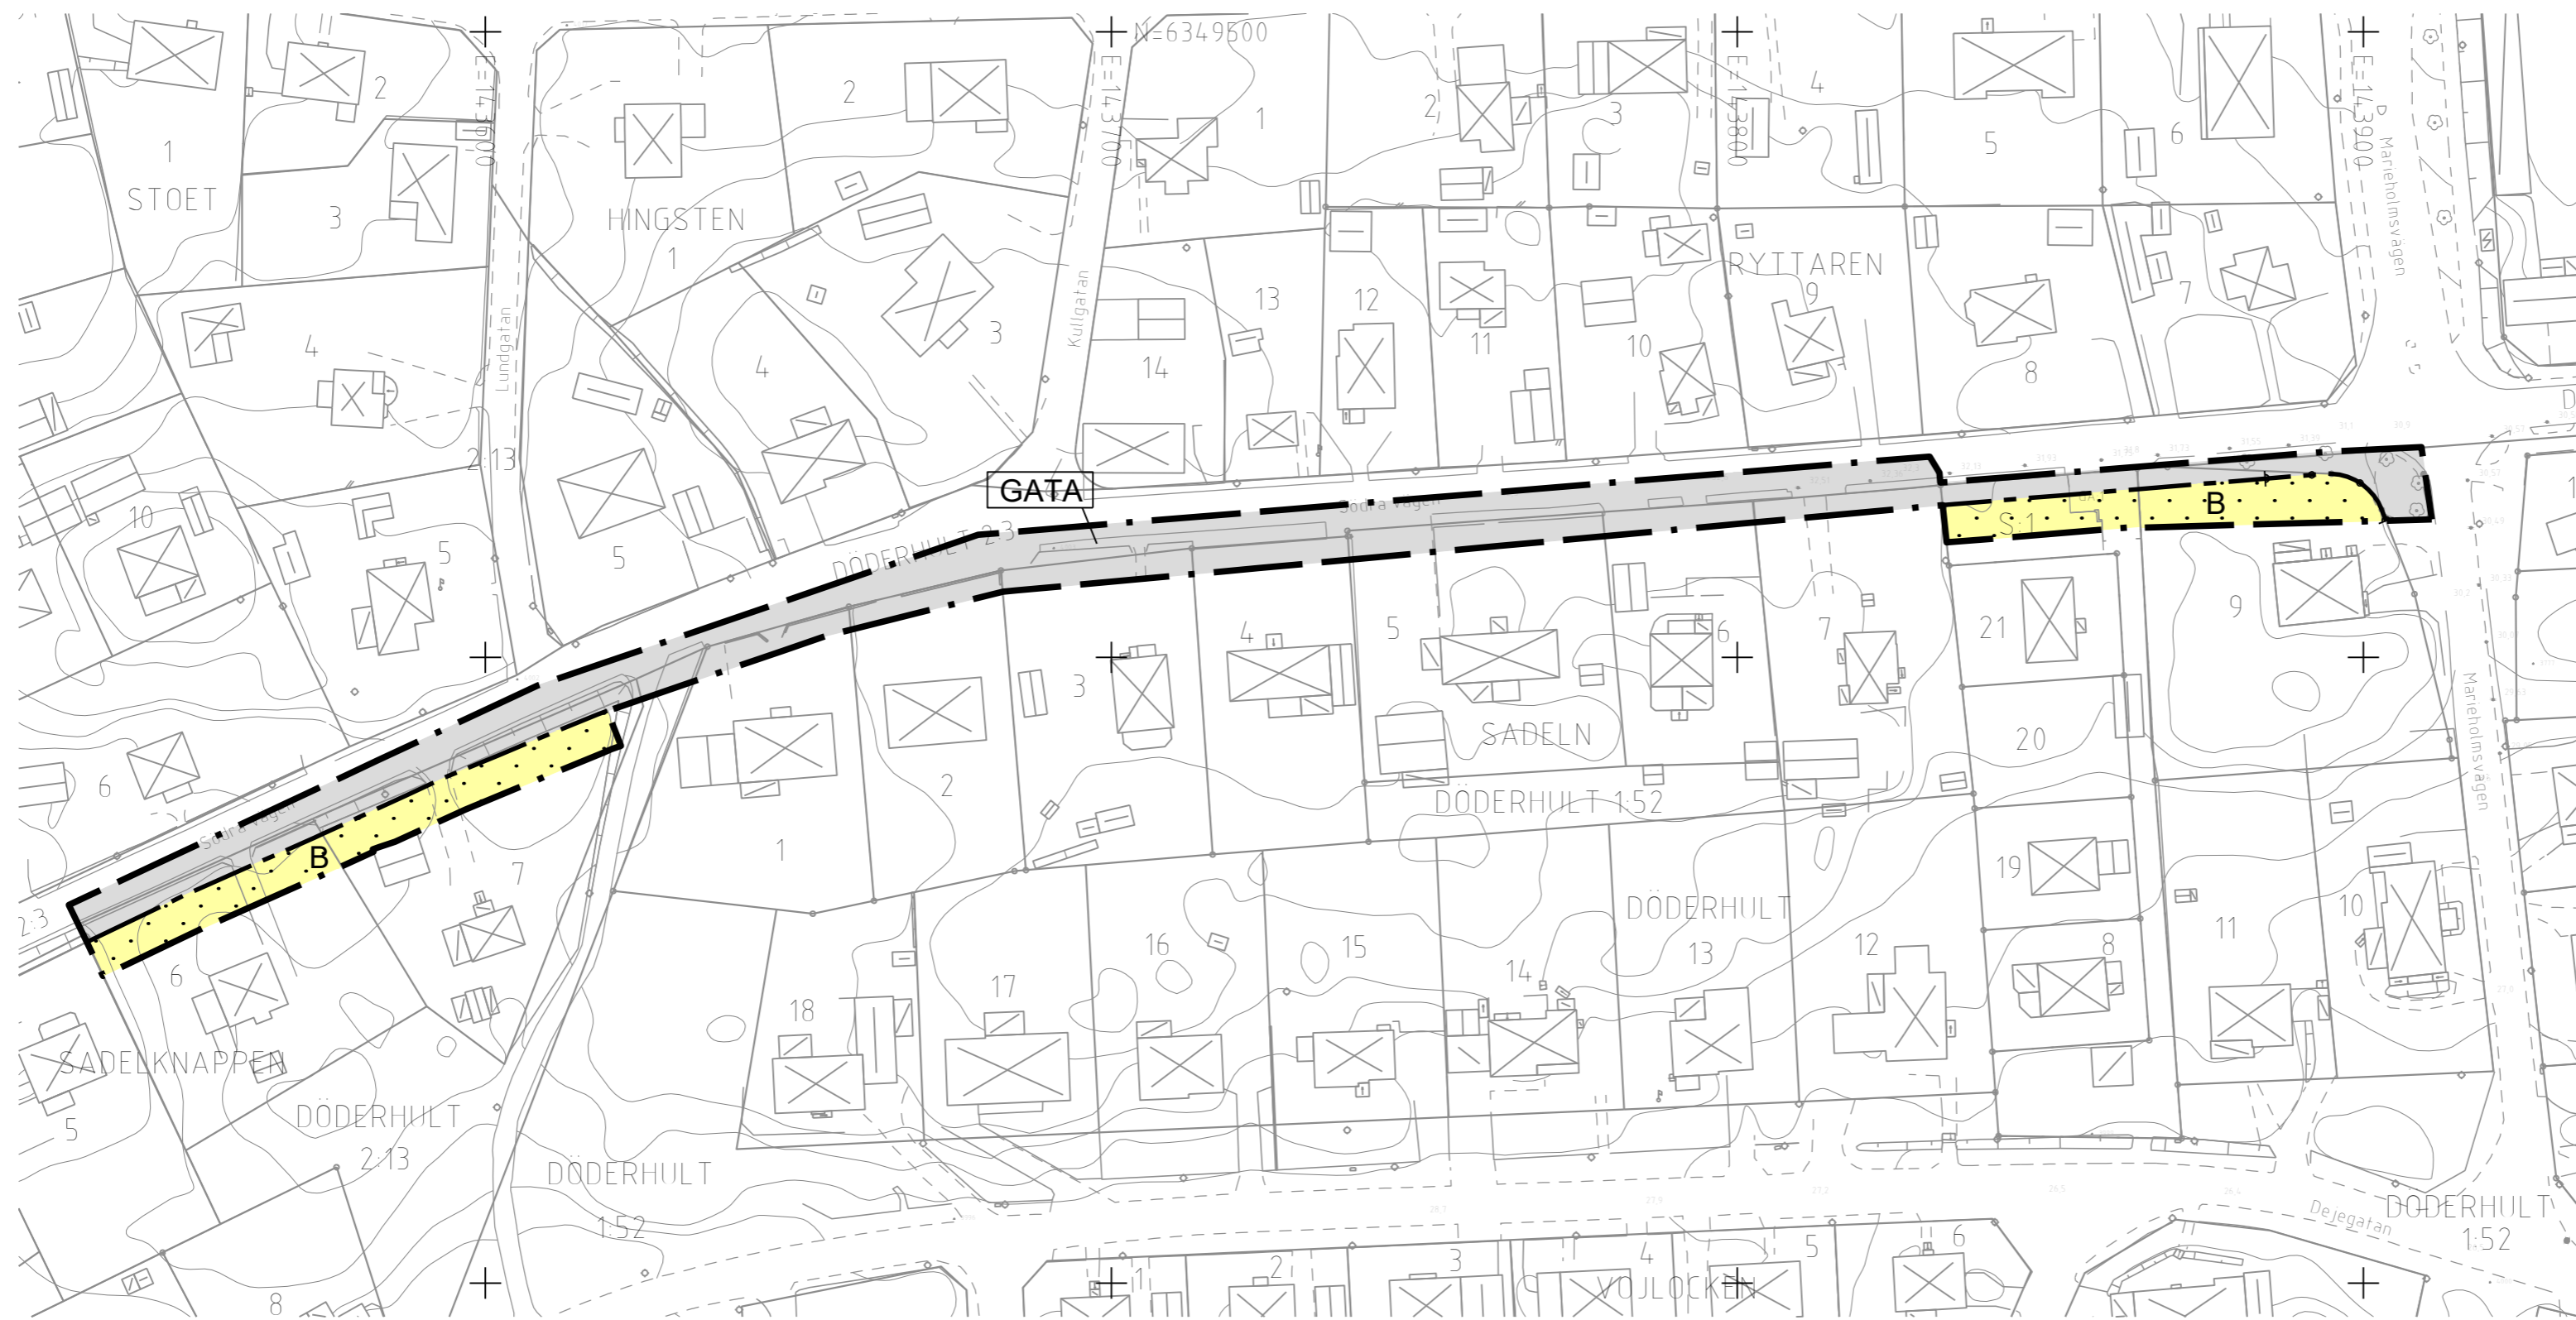 N=6349600
E=143600
E=143700
E=143800
E=143900
2
2
1
2
3
4
5
6
1
STOET
3
HINGSTEN
1
RYTTAREN
Marieholmsvägen
4
Lundgatan
4
3
Kullgatan
13
14
12
11
10
9
8
7
2:13
10
5
5
GATA
DÖDERHULT 2:3
Södra vägen
S:1
B
6
1
2
3
4
5
6
7
SADELN
DÖDERHULT 1:52
21
20
9
Marieholmsvägen
Södra vägen
B
7
2:3
6
SADELKNAPPEN
5
DÖDERHULT
2:13
DÖDERHULT
1:52
18
17
16
15
14
DÖDERHULT
13
12
19
8
11
10
8
1
2
3
4
VOJLOCKEN
5
6
Dejegatan
DÖDERHULT
1:52